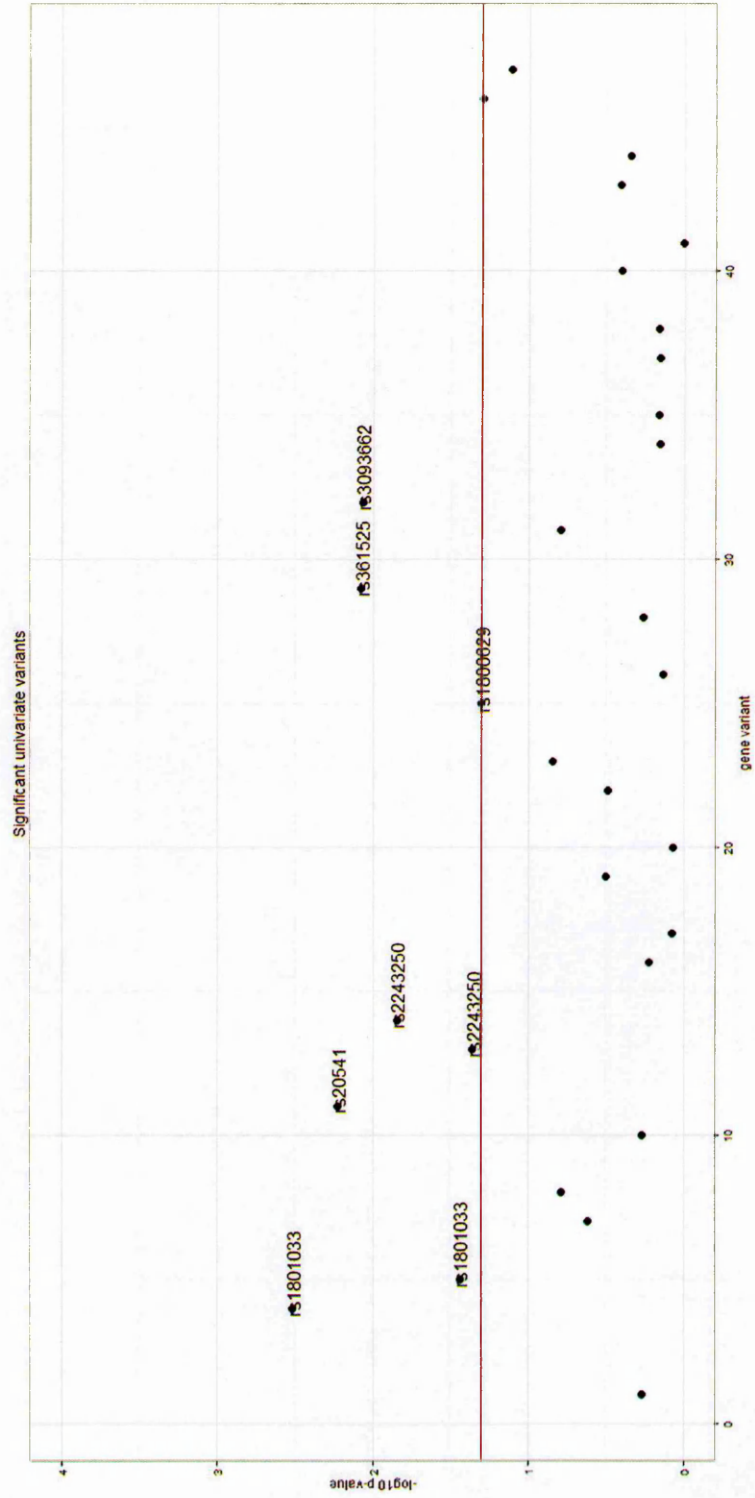 Significant univariate variants
4
3
2
1
0
-log10 p-value
rs1801033
rs1801033
rs20541
rs2243250
rs2243250
rs1800629
rs361525
rs3093662
0
10
20
30
40
gene variant